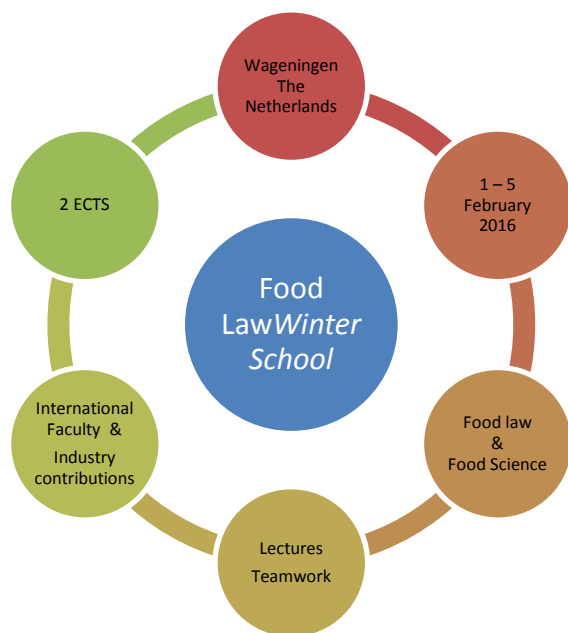 Wageningen
The
Netherlands
1 – 5
February
2016
Food law
&
Food Science
Lectures
Teamwork
International
Faculty &
Industry
contributions
2 ECTS
Food
LawWinter
School